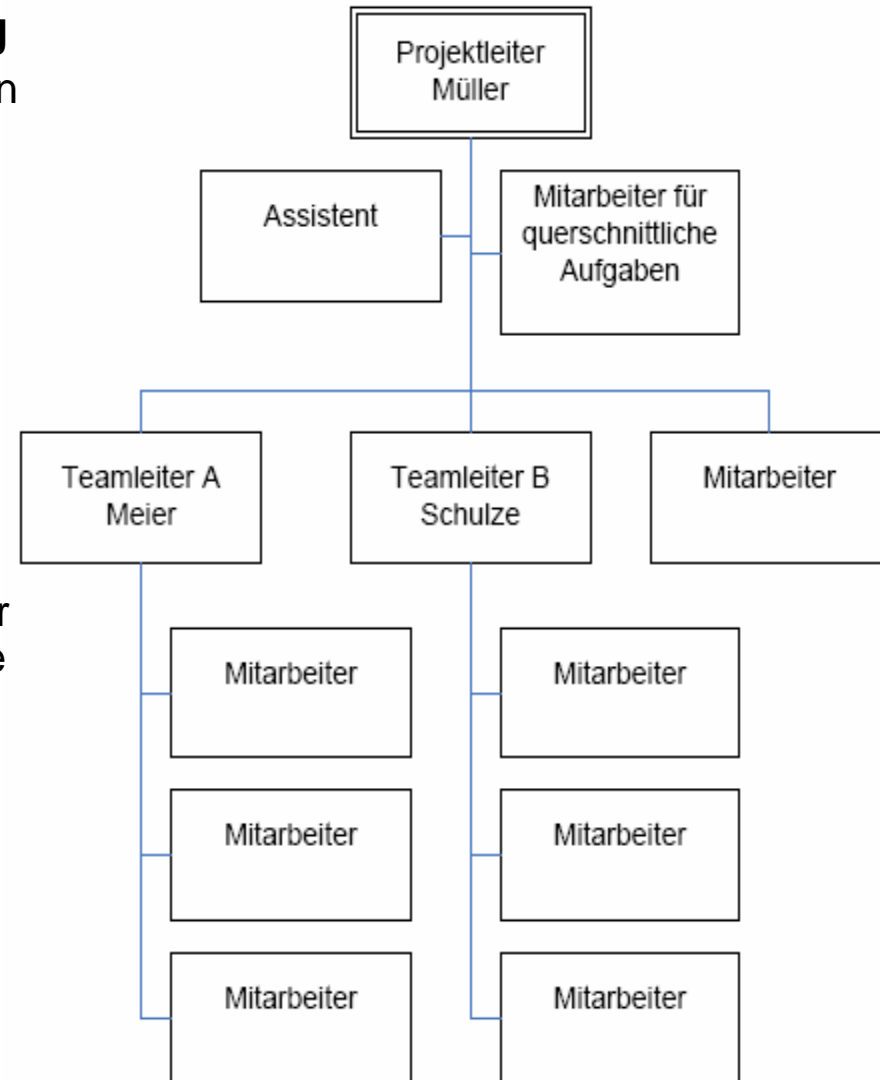 g
n
Projektleiter
Müller
Assistent
Mitarbeiter für
querschnittliche
Aufgaben
Teamleiter A
Meier
Teamleiter B
Schulze
Mitarbeiter
r
e
Mitarbeiter
Mitarbeiter
Mitarbeiter
Mitarbeiter
Mitarbeiter
Mitarbeiter